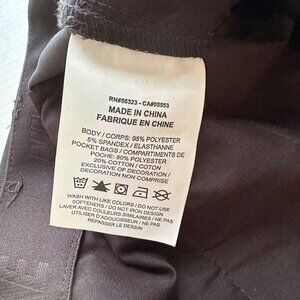 RN#56323 - CA#05553
MADE IN CHINA
FABRIQUE EN CHINE
BODY / CORPS: 95% POLYESTER
5% SPANDEX / ELASTHANNE
POCKET BAGS / COMPARTIMENTS DE
POCHE: 80% POLYESTER
20% COTTON / COTON
EXCLUSIVE OF DECORATION /
DECORATION NON COMPRISE
WASH WITH LIKE COLORS / DO NOT USE
SOFTENERS / DO NOT IRON DESIGN
LAVER AVEC COULEURS SIMILAIRES / NE PAS
UTILISER D'ADOUCISSANT / NE PAS
REPASSER LE DESSIN